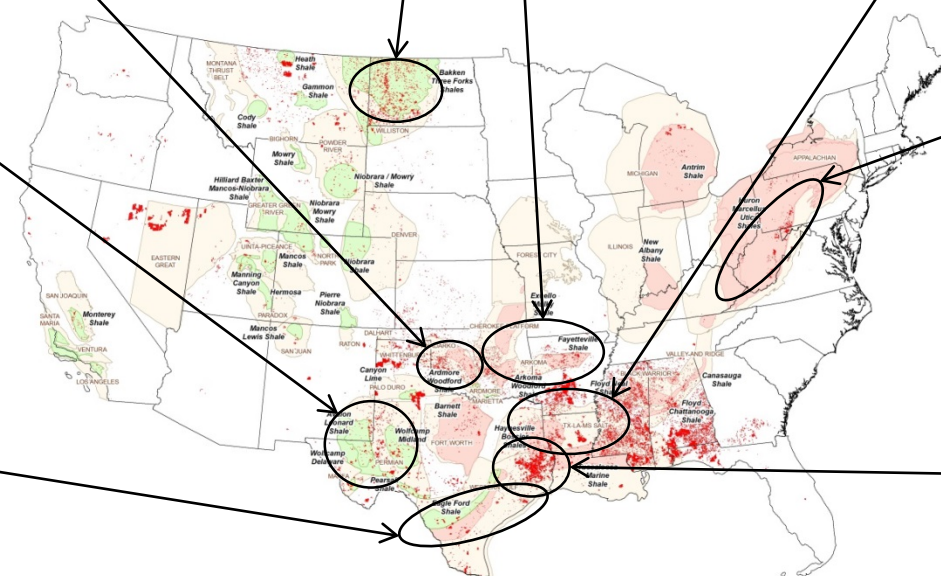 MONTANA
THRUST
BELT
Heath
Shale
Gammon
Shale
Bakken
Three Forks
Shales
Cody
Shale
WILLISTON
BIGHORN
POWDER
RIVER
Mowry
Shale
Hilliard Baxter
Mancos-Niobrara
Shale
Niobrara / Mowry
Shale
GREATER GREEN
RIVER
Niobrara
Mowry
Shale
MICHIGAN
Antrim
Shale
APPALACHIAN
Huron
Marcellus
Utica
Shales
EASTERN
GREAT
UINTA-PICEANCE
Mancos
Shale
NORTH
PARK
Niobrara
Shale
DENVER
FOREST CITY
ILLINOIS
New
Albany
Shale
Manning
Canyon
Shale
Hermosa
Pierre
Niobrara
Shale
SAN JOAQUIN
SANTA
MARIA
Monterey
Shale
VENTURA
LOS ANGELES
PARADOX
Mancos
Lewis Shale
SAN JUAN
RATON
DALHART
CHEROKEE PLATFORM
Fayetteville
Shale
Canyon
Lime
PALO DURO
Ardmore
Woodford
Shale
ARKOMA
Arkoma
Woodford
ARDMORE
MARIETTA
BLACK WARRIOR
VALLEY AND RIDGE
Canasauga
Shale
Floyd
Chattanooga
Shale
Avalon
Leonard
Shale
Wolfcamp
Midland
Barnett
Shale
FORT WORTH
TX-LA-MS SALT
Wolfcamp
Delaware
PERMIAN
Marine
Shale
Eagle Ford
Shale